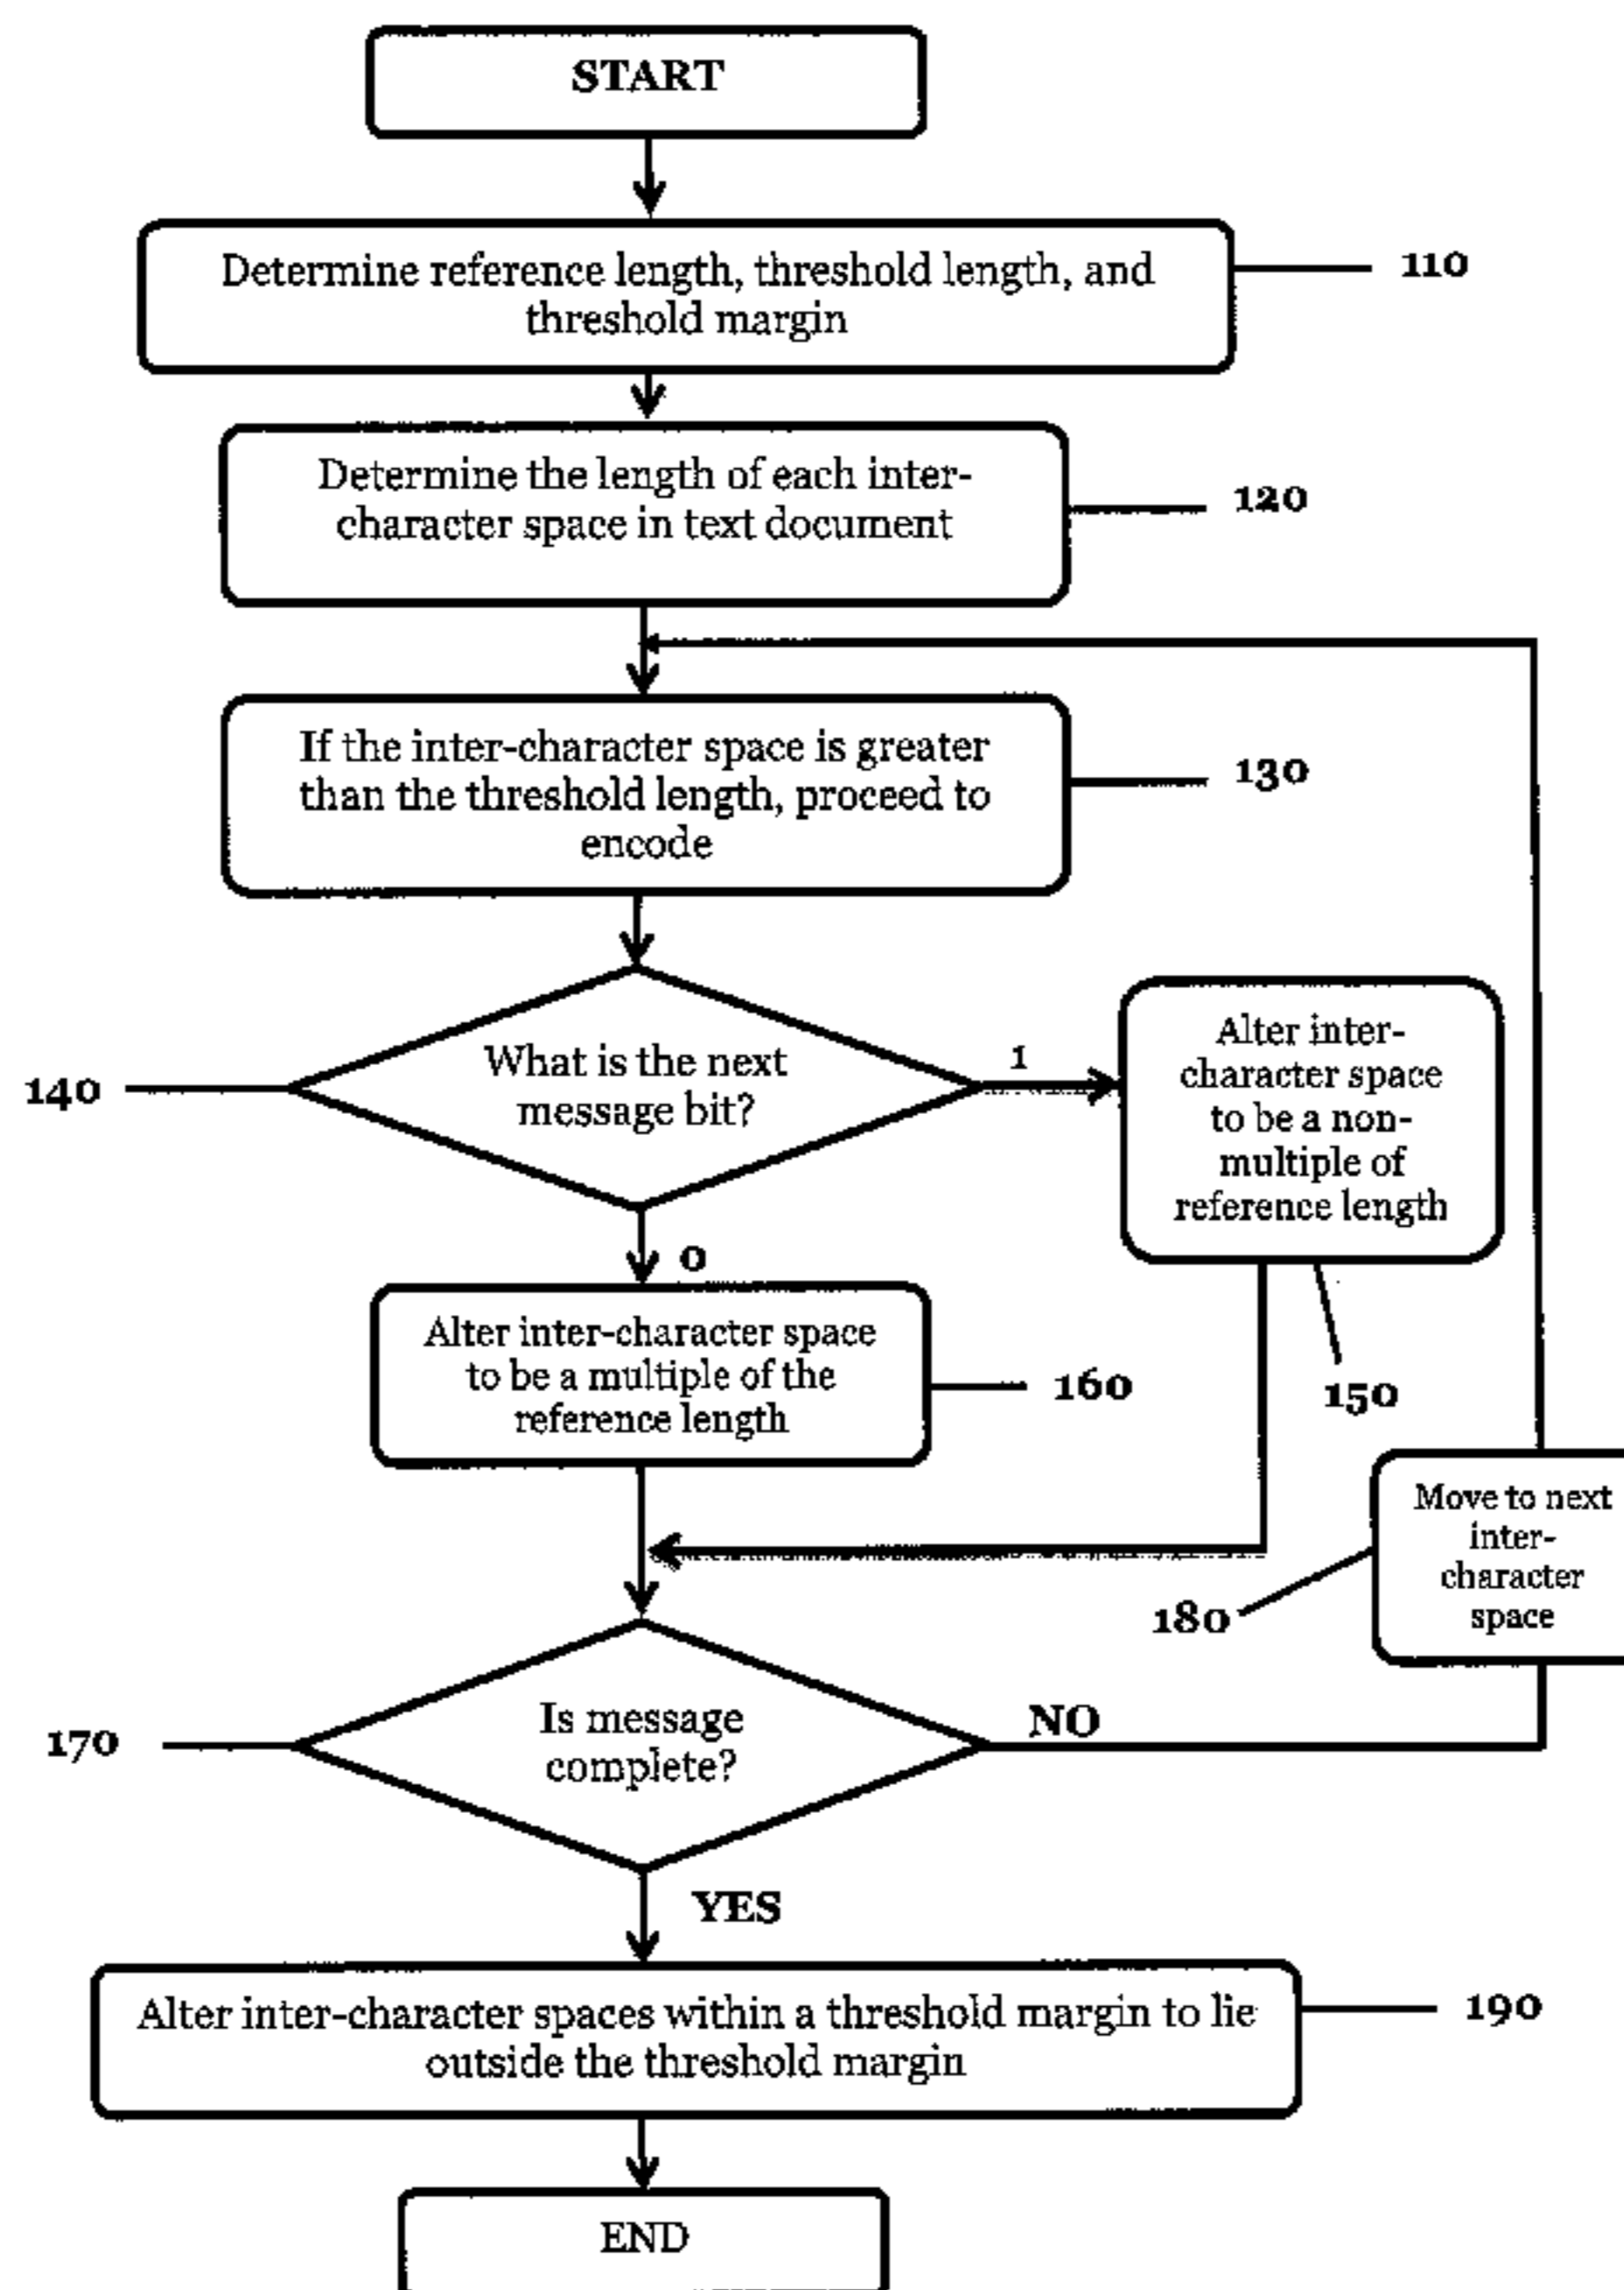 START
Determine reference length, threshold length, and
threshold margin
110
Determine the length of each inter-
character space in text document
120
If the inter-character space is greater
than the threshold length, proceed to
encode
130
What is the next
message bit?
140
1
Alter inter-
character space
to be a non-
multiple of
reference length
150
0
Alter inter-character space
to be a multiple of the
reference length
160
Move to next
inter-
character
space
180
Is message
complete?
170
NO
YES
Alter inter-character spaces within a threshold margin to lie
outside the threshold margin
190
END